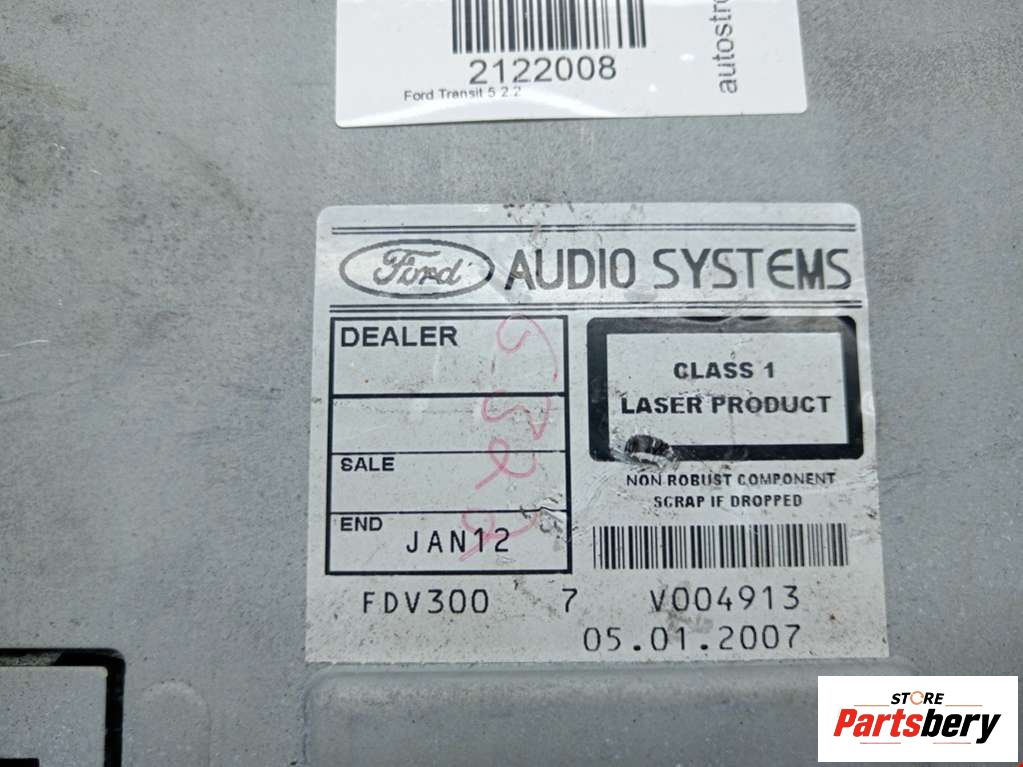 2122008
Ford Transit 5 2.2
autostr
Ford AUDIO SYSTEMS
DEALER
CLASS 1
LASER PRODUCT
SALE
NON ROBUST COMPONENT
SCRAP IF DROPPED
END JAN12
FDV300 7 V004913
05.01.2007
STORE
Partsbery